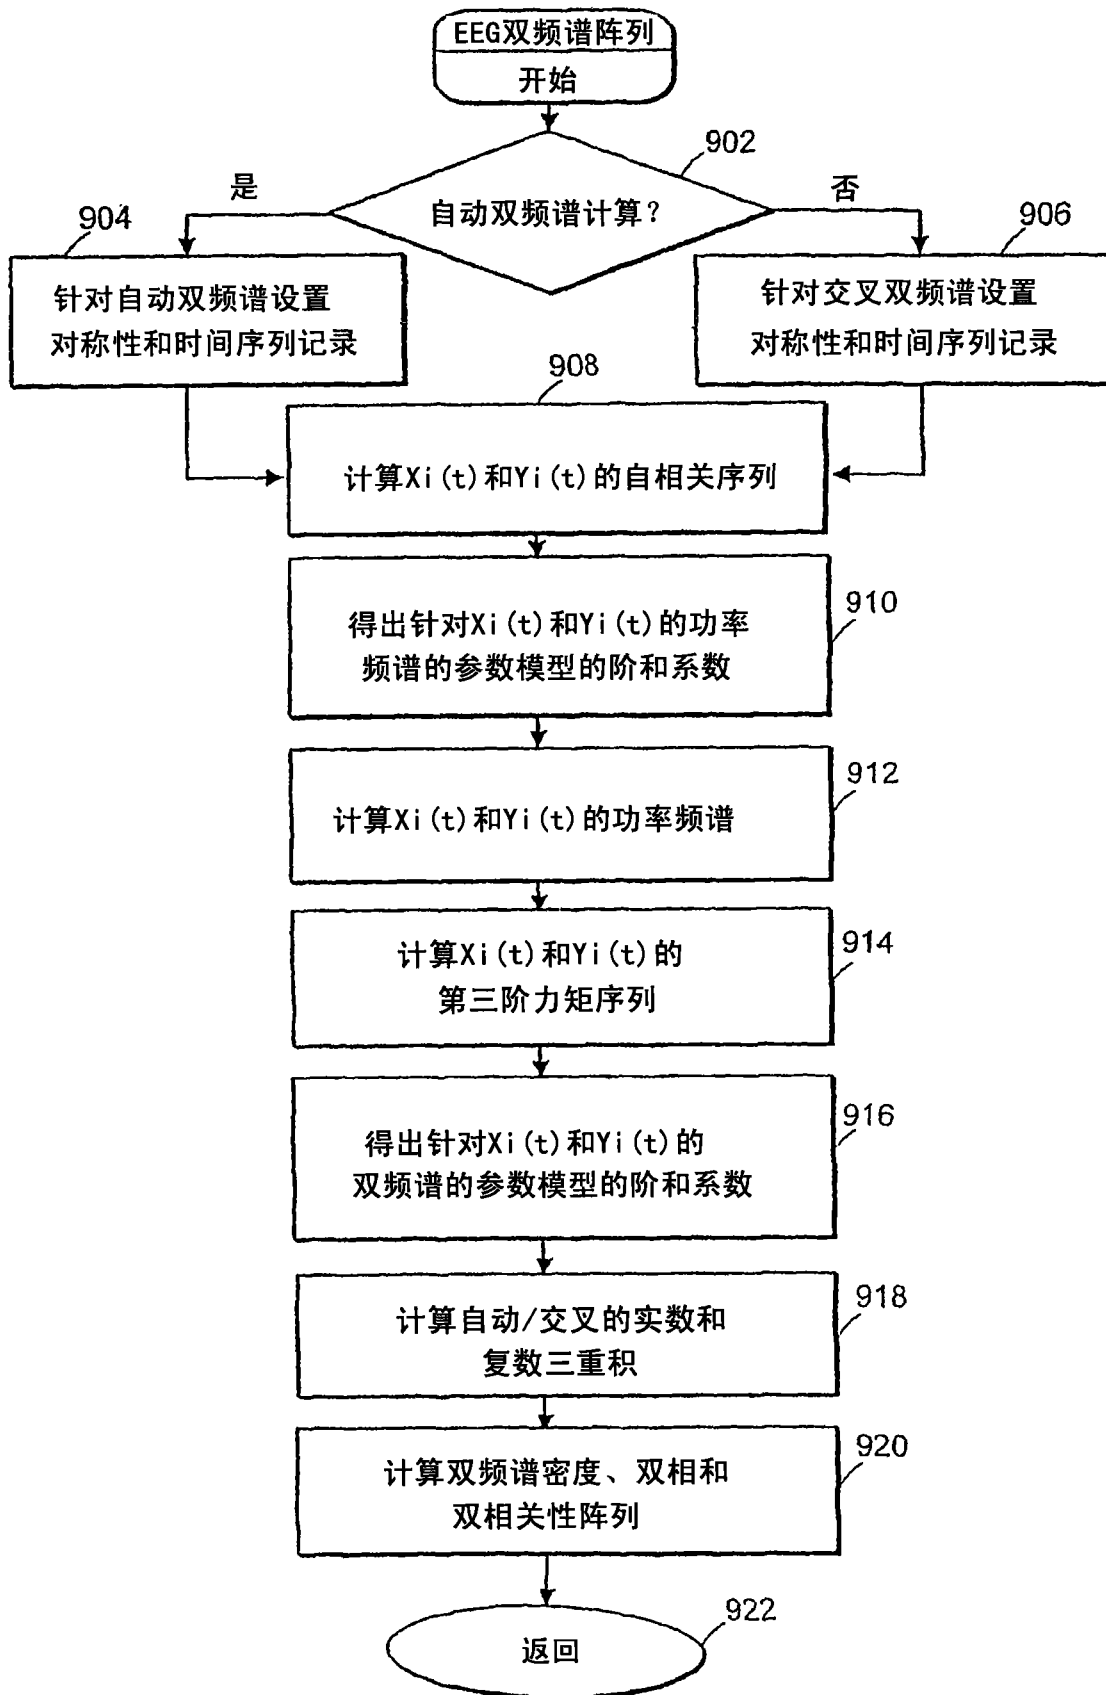 EEG双频谱阵列
开始
902
自动双频谱计算？
是
否
904
906
针对自动双频谱设置
对称性和时间序列记录
针对交叉双频谱设置
对称性和时间序列记录
908
计算Xi(t)和Yi(t)的自相关序列
910
得出针对Xi(t)和Yi(t)的功率
频谱的参数模型的阶和系数
912
计算Xi(t)和Yi(t)的功率频谱
914
计算Xi(t)和Yi(t)的
第三阶力矩序列
916
得出针对Xi(t)和Yi(t)的
双频谱的参数模型的阶和系数
918
计算自动/交叉的实数和
复数三重积
920
计算双频谱密度、双相和
双相关性阵列
922
返回